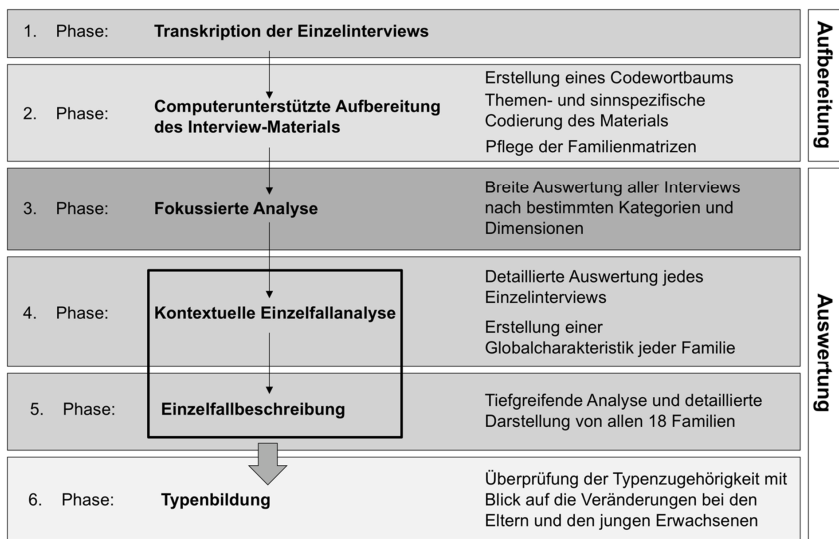 1. Phase: Transkription der Einzelinterviews
2. Phase: Computerunterstützte Aufbereitung
des Interview-Materials
Erstellung eines Codewortbaums
Themen- und sinnspezifische
Codierung des Materials
Pflege der Familienmatrizen
Aufbereitung
3. Phase: Fokussierte Analyse
Breite Auswertung aller Interviews
nach bestimmten Kategorien und
Dimensionen
4. Phase: Kontextuelle Einzelfallanalyse
Detaillierte Auswertung jedes
Einzelinterviews
Erstellung einer
Globalcharakteristik jeder Familie
5. Phase: Einzelfallbeschreibung
Tiefgreifende Analyse und detaillierte
Darstellung von allen 18 Familien
6. Phase: Typenbildung
Überprüfung der Typenzugehörigkeit mit
Blick auf die Veränderungen bei den
Eltern und den jungen Erwachsenen
Auswertung